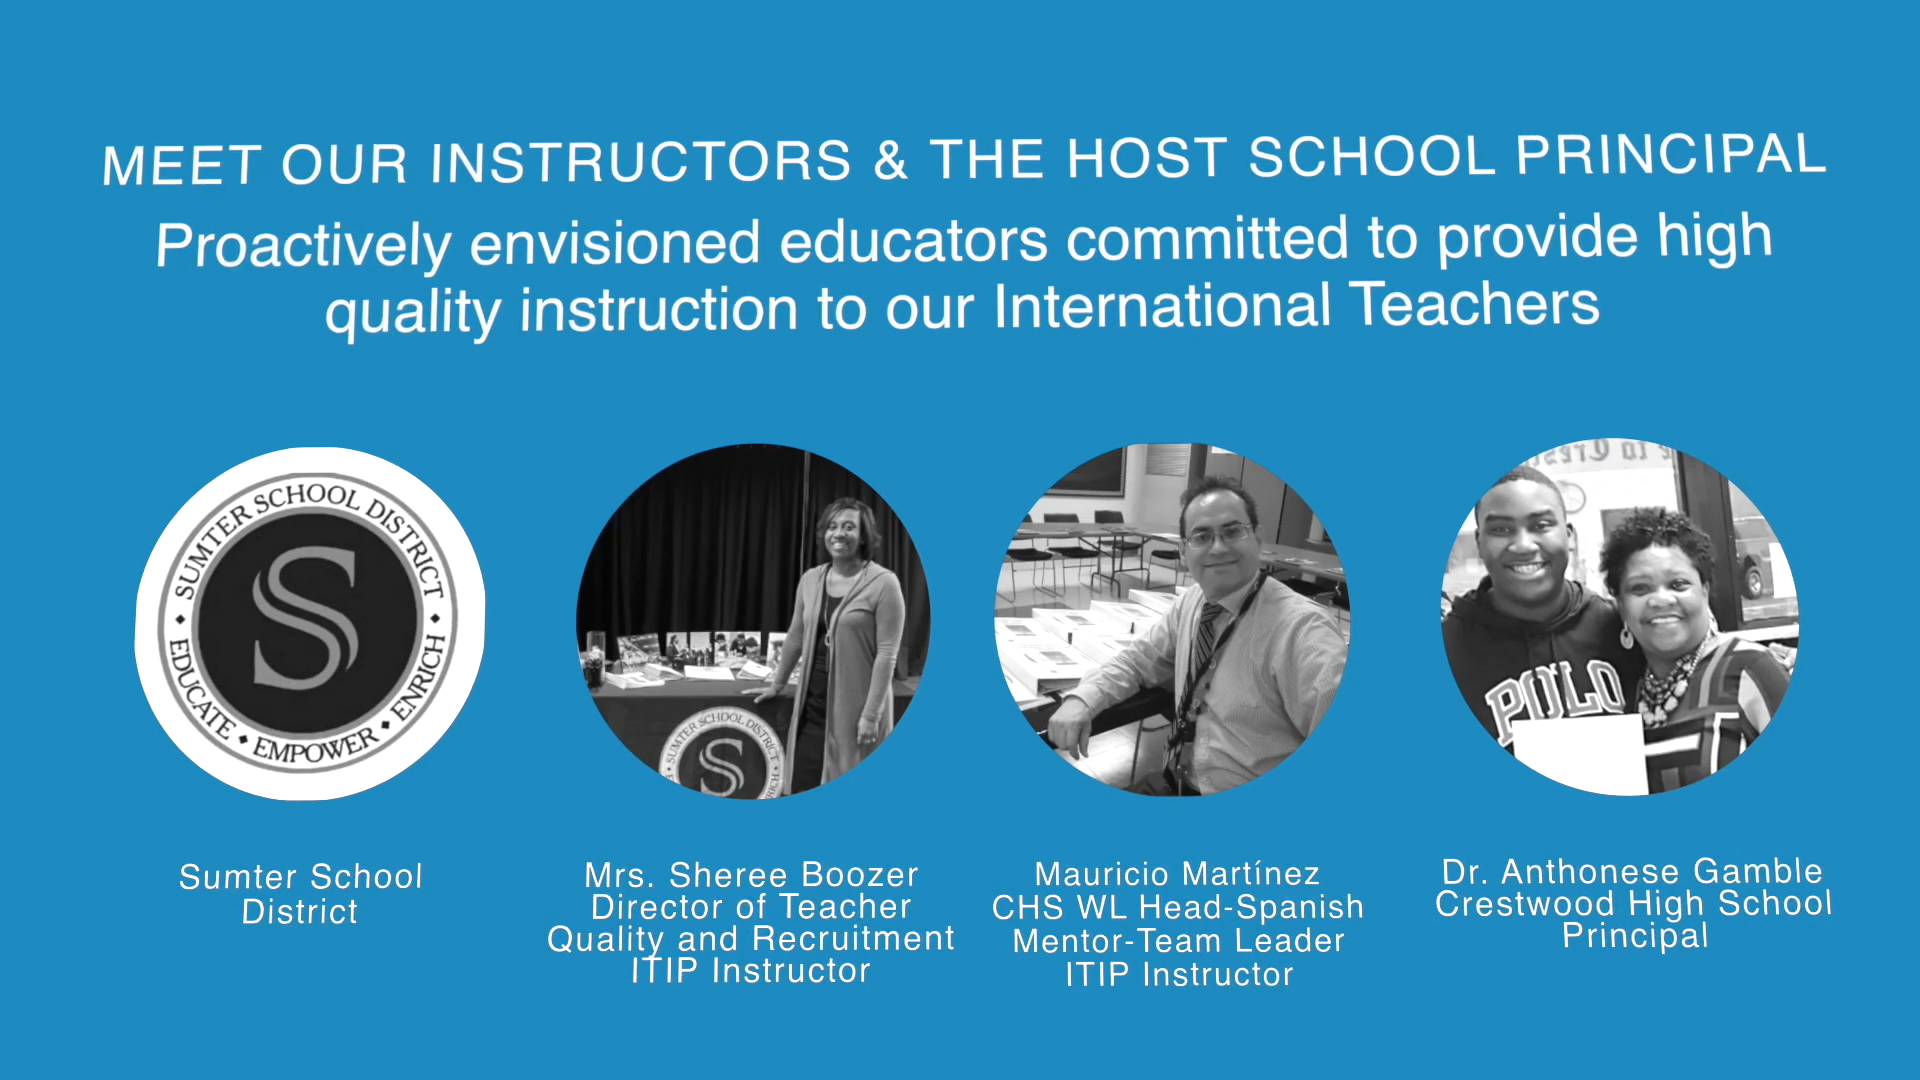 MEET OUR INSTRUCTORS & THE HOST SCHOOL PRINCIPAL
Proactively envisioned educators committed to provide high
quality instruction to our International Teachers
SUMTER SCHOOL DISTRICT
S
EDUCATE • EMPOWER • ENRICH
SUMTER SCHOOL DISTRICT
S
POLO
Sumter School
District
Mrs. Sheree Boozer
Director of Teacher
Quality and Recruitment
ITIP Instructor
Mauricio Martínez
CHS WL Head-Spanish
Mentor-Team Leader
ITIP Instructor
Dr. Anthonese Gamble
Crestwood High School
Principal